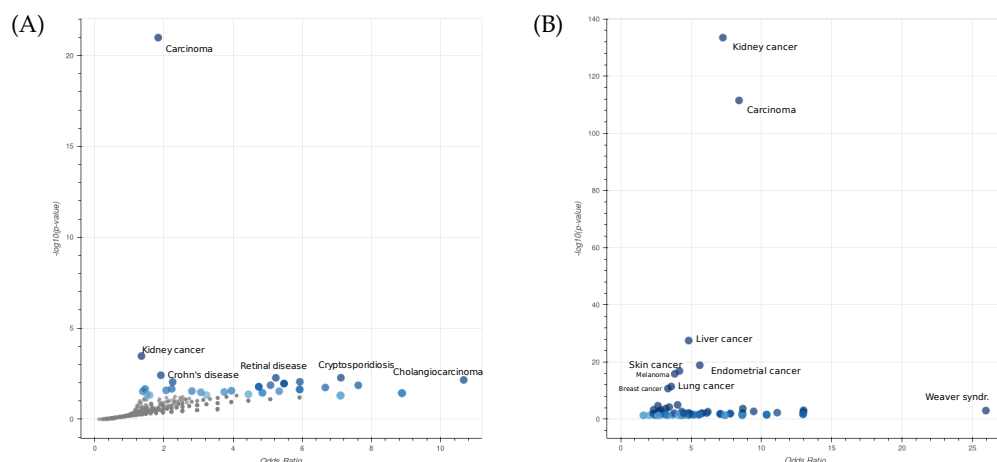 (A)
(B)
20
15
10
5
0
-log10(p-value)
Carcinoma
Kidney cancer
Crohn's disease
Retinal disease
Cryptosporidiosis
Cholangiocarcinoma
0 2 4 6 8 10
Odds Ratio
140
120
100
80
60
40
20
0
-log10(p-value)
Kidney cancer
Carcinoma
Liver cancer
Skin cancer
Endometrial cancer
Melanoma
Breast cancer
Lung cancer
Weaver syndr.
0 5 10 15 20 25
Odds Ratio